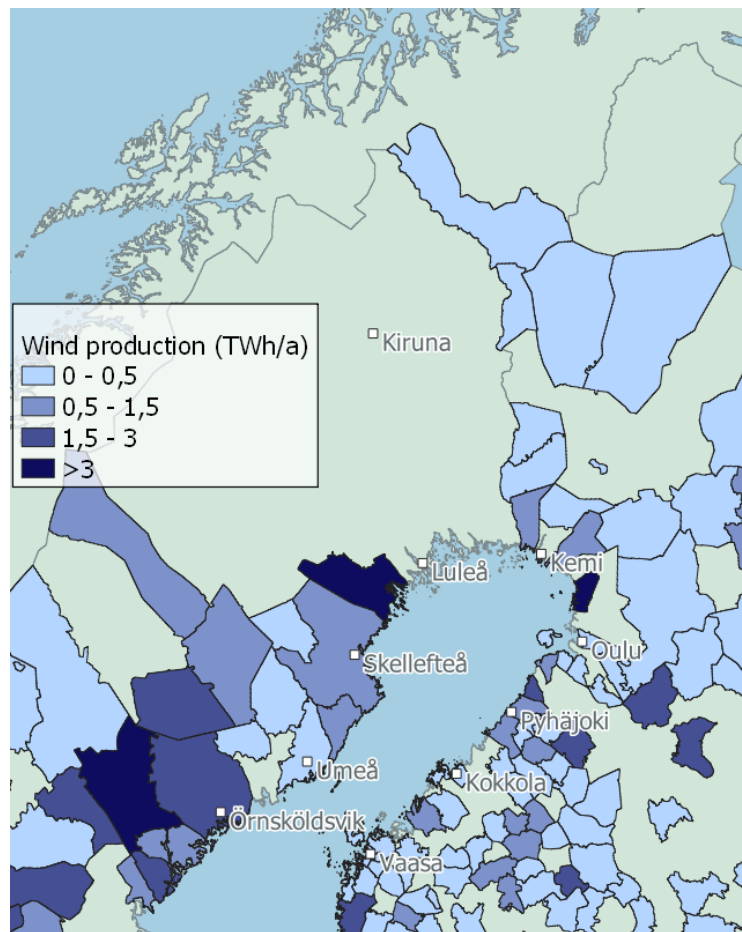 Wind production (TWh/a)
0 - 0,5
0,5 - 1,5
1,5 - 3
>3
Kiruna
Luleå
Kemi
Oulu
Skellefteå
Pyhäjoki
Umeå
Kokkola
Örnsköldsvik
Vaasa